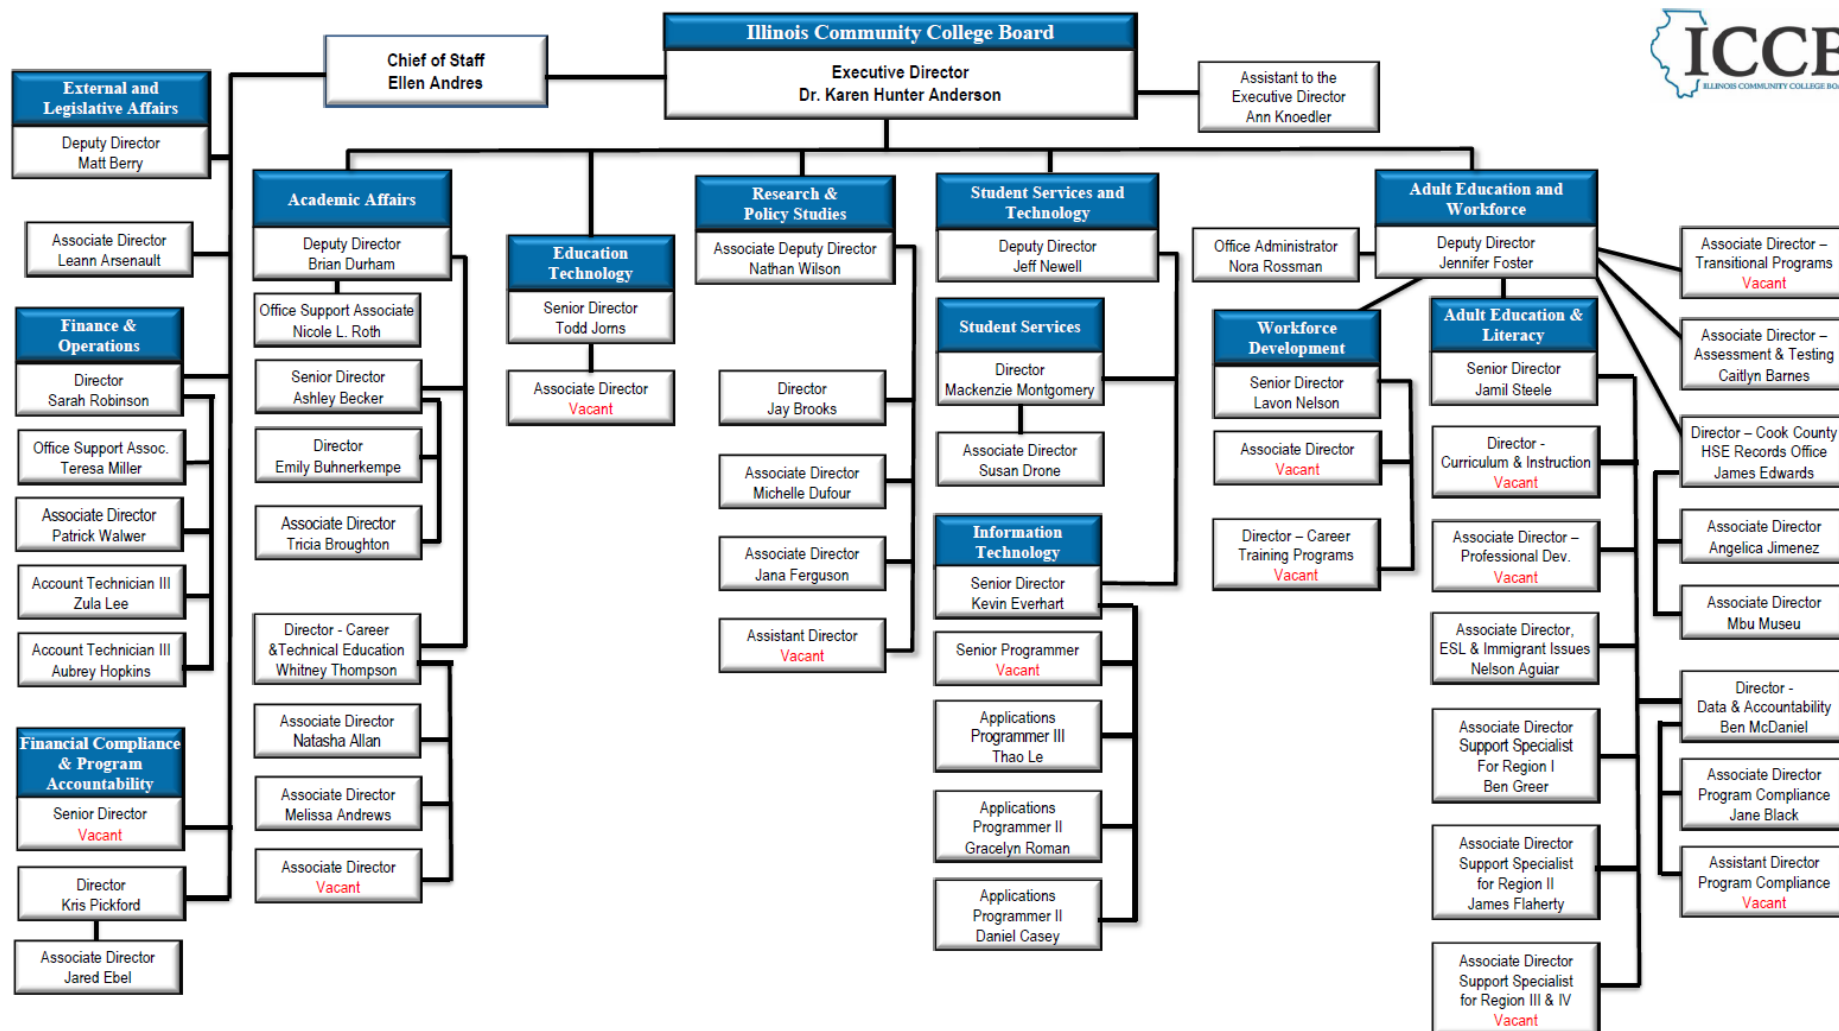 Illinois Community College Board
Executive Director
Dr. Karen Hunter Anderson
Chief of Staff
Ellen Andres
Assistant to the
Executive Director
Ann Knoedler
ICCB
ILLINOIS COMMUNITY COLLEGE
External and
Legislative Affairs
Deputy Director
Matt Berry
Associate Director
Leann Arsenault
Finance &
Operations
Director
Sarah Robinson
Office Support Assoc.
Teresa Miller
Associate Director
Patrick Walwer
Account Technician III
Zula Lee
Account Technician III
Aubrey Hopkins
Financial Compliance
& Program
Accountability
Senior Director
Vacant
Director
Kris Pickford
Associate Director
Jared Ebel
Academic Affairs
Deputy Director
Brian Durham
Office Support Associate
Nicole L. Roth
Senior Director
Ashley Becker
Director
Emily Buhnerkempe
Associate Director
Tricia Broughton
Director - Career
&Technical Education
Whitney Thompson
Associate Director
Natasha Allan
Associate Director
Melissa Andrews
Associate Director
Vacant
Education
Technology
Senior Director
Todd Jorns
Associate Director
Vacant
Research &
Policy Studies
Associate Deputy Director
Nathan Wilson
Director
Jay Brooks
Associate Director
Michelle Dufour
Associate Director
Jana Ferguson
Assistant Director
Vacant
Student Services and
Technology
Deputy Director
Jeff Newell
Student Services
Director
Mackenzie Montgomery
Associate Director
Susan Drone
Information
Technology
Senior Director
Kevin Everhart
Senior Programmer
Vacant
Applications
Programmer III
Thao Le
Applications
Programmer II
Gracelyn Roman
Applications
Programmer II
Daniel Casey
Adult Education and
Workforce
Deputy Director
Jennifer Foster
Office Administrator
Nora Rossman
Workforce
Development
Senior Director
Lavon Nelson
Associate Director
Vacant
Director – Career
Training Programs
Vacant
Adult Education &
Literacy
Senior Director
Jamil Steele
Director -
Curriculum & Instruction
Vacant
Associate Director –
Professional Dev.
Vacant
Associate Director,
ESL & Immigrant Issues
Nelson Aguiar
Associate Director
Support Specialist
For Region I
Ben Greer
Associate Director
Support Specialist
for Region II
James Flaherty
Associate Director
Support Specialist
for Region III & IV
Vacant
Associate Director –
Transitional Programs
Vacant
Associate Director –
Assessment & Testing
Caitlyn Barnes
Director – Cook County
HSE Records Office
James Edwards
Associate Director
Angelica Jimenez
Associate Director
Mbu Museu
Director -
Data & Accountability
Ben McDaniel
Associate Director
Program Compliance
Jane Black
Assistant Director
Program Compliance
Vacant